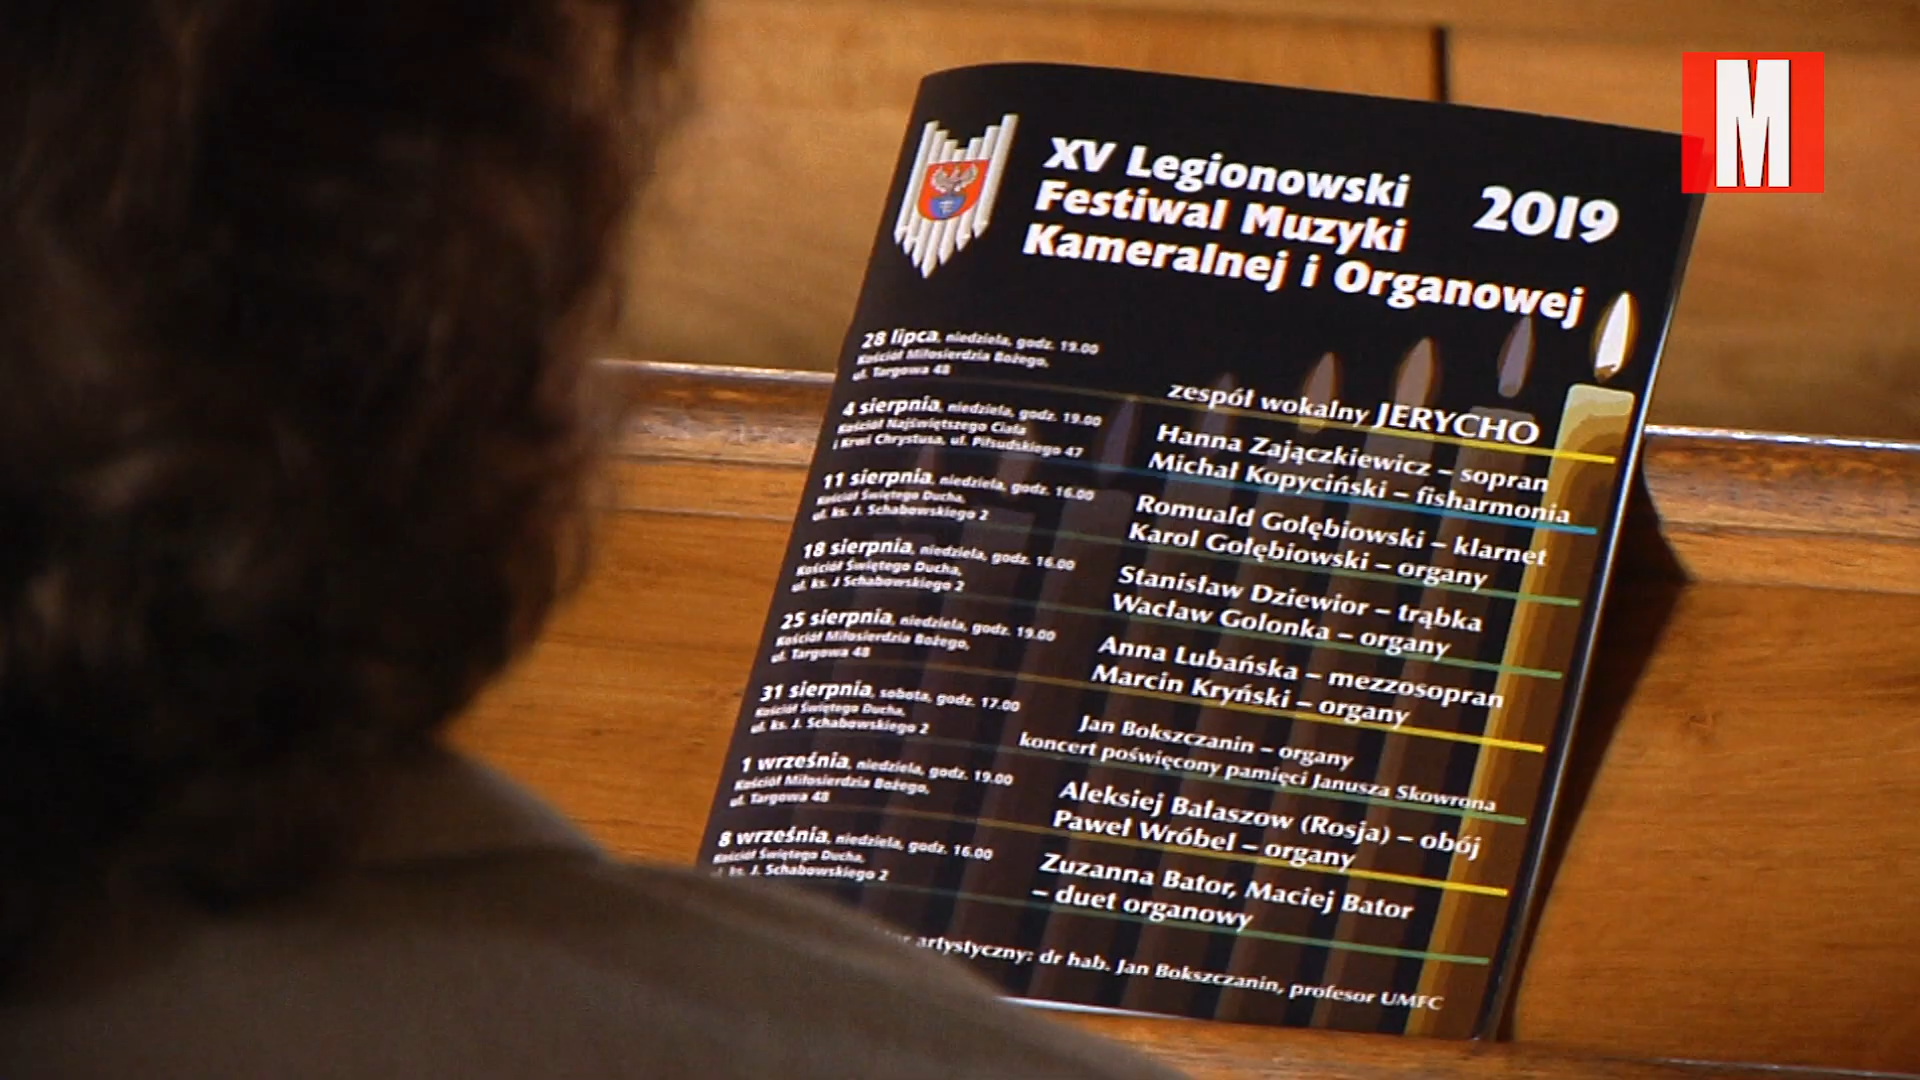 M
XV Legionowski
Festiwal Muzyki
Kameralnej i Organowej
2019
28 lipca, niedziela, godz. 19.00
Kościół Miłosierdzia Bożego,
ul. Targowa 48
zespół wokalny JERYCHO
4 sierpnia, niedziela, godz. 19.00
Kościół Najświętszego Ciała
i Krwi Chrystusa, ul. Piłsudskiego 47
Hanna Zajączkiewicz – sopran
Michał Kopyciński – fisharmonia
11 sierpnia, niedziela, godz. 16.00
Kościół Świętego Ducha,
ul. ks. J. Schabowskiego 2
Romuald Gołębiowski – klarnet
Karol Gołębiowski – organy
18 sierpnia, niedziela, godz. 16.00
Kościół Świętego Ducha,
ul. ks. J Schabowskiego 2
Stanisław Dziewior – trąbka
Wacław Golonka – organy
25 sierpnia, niedziela, godz. 19.00
Kościół Miłosierdzia Bożego,
ul. Targowa 48
Anna Lubańska – mezzosopran
Marcin Kryński – organy
31 sierpnia, sobota, godz. 17.00
Kościół Świętego Ducha,
ul. ks. J. Schabowskiego 2
Jan Bokszczanin – organy
koncert poświęcony pamięci Janusza Skowrona
1 września, niedziela, godz. 19.00
Kościół Miłosierdzia Bożego,
ul. Targowa 48
Aleksiej Bałaszow (Rosja) – obój
Paweł Wróbel – organy
8 września, niedziela, godz. 16.00
Kościół Świętego Ducha,
ks. J. Schabowskiego 2
Zuzanna Bator, Maciej Bator
– duet organowy
artystyczny: dr hab. Jan Bokszczanin, profesor UMFC